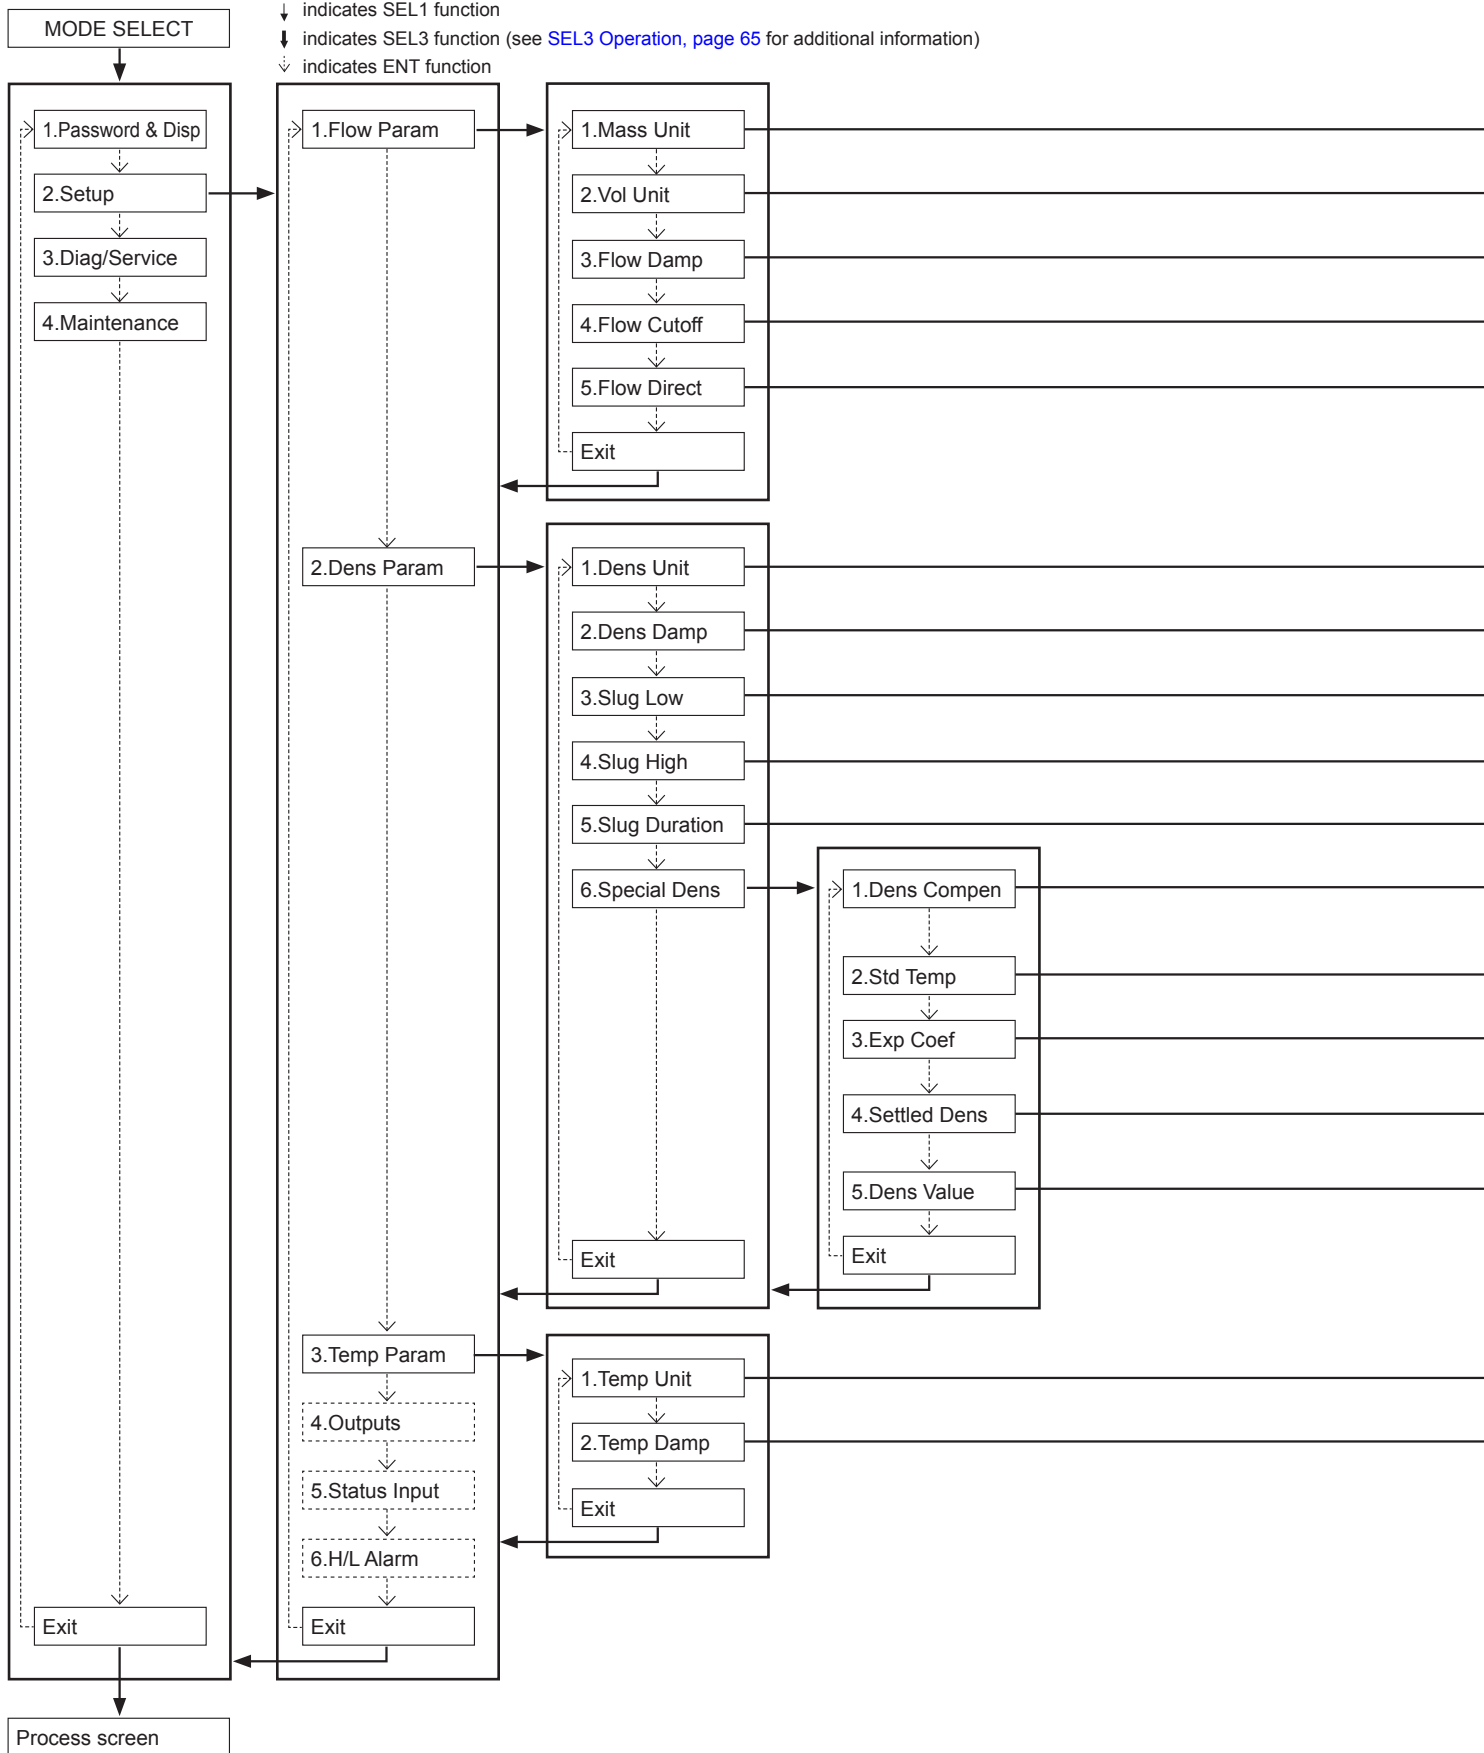 indicates SEL1 function
MODE SELECT
indicates SEL3 function (see SEL3 Operation, page 65 for additional information)
indicates ENT function
1.Password & Disp
2.Setup
3.Diag/Service
4.Maintenance
Exit
Process screen
1.Flow Param
2.Dens Param
3.Temp Param
4.Outputs
5.Status Input
6.H/L Alarm
Exit
1.Mass Unit
2.Vol Unit
3.Flow Damp
4.Flow Cutoff
5.Flow Direct
Exit
1.Dens Unit
2.Dens Damp
3.Slug Low
4.Slug High
5.Slug Duration
6.Special Dens
Exit
1.Dens Compen
2.Std Temp
3.Exp Coef
4.Settled Dens
5.Dens Value
Exit
1.Temp Unit
2.Temp Damp
Exit